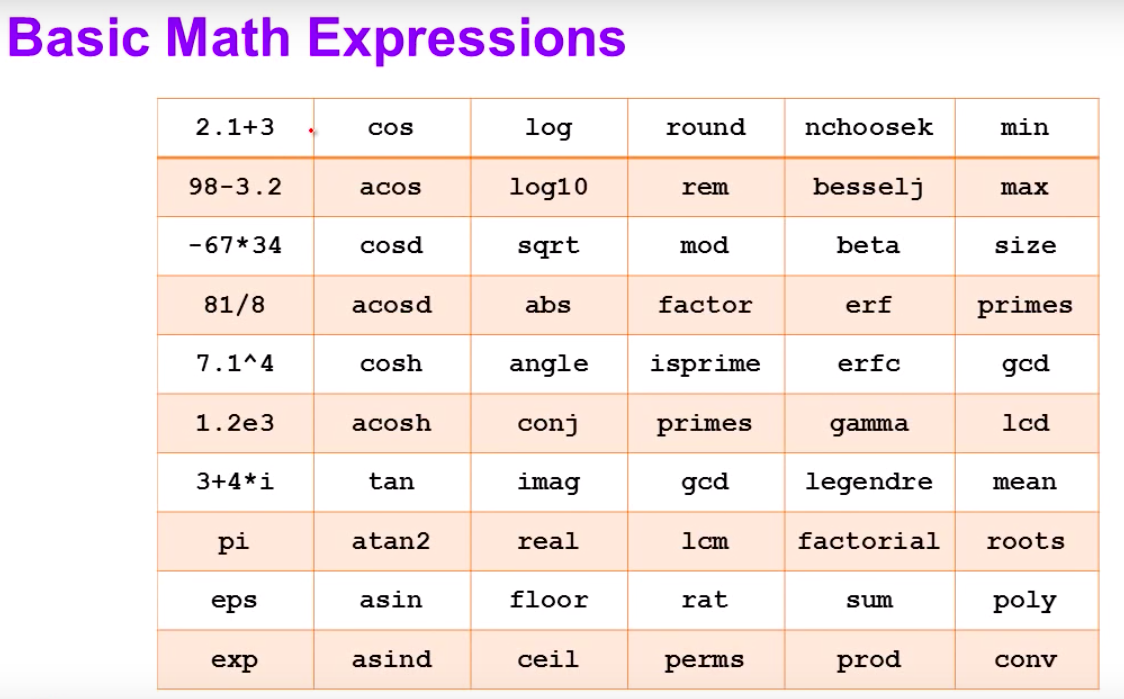 Basic Math Expressions
2.1+3 cos log round nchoosek min
98-3.2 acos log10 rem besselj max
-67*34 cosd sqrt mod beta size
81/8 acosd abs factor erf primes
7.1^4 cosh angle isprime erfc gcd
1.2e3 acosh conj primes gamma lcd
3+4*i tan imag gcd legendre mean
pi atan2 real lcm factorial roots
eps asin floor rat sum poly
exp asind ceil perms prod conv